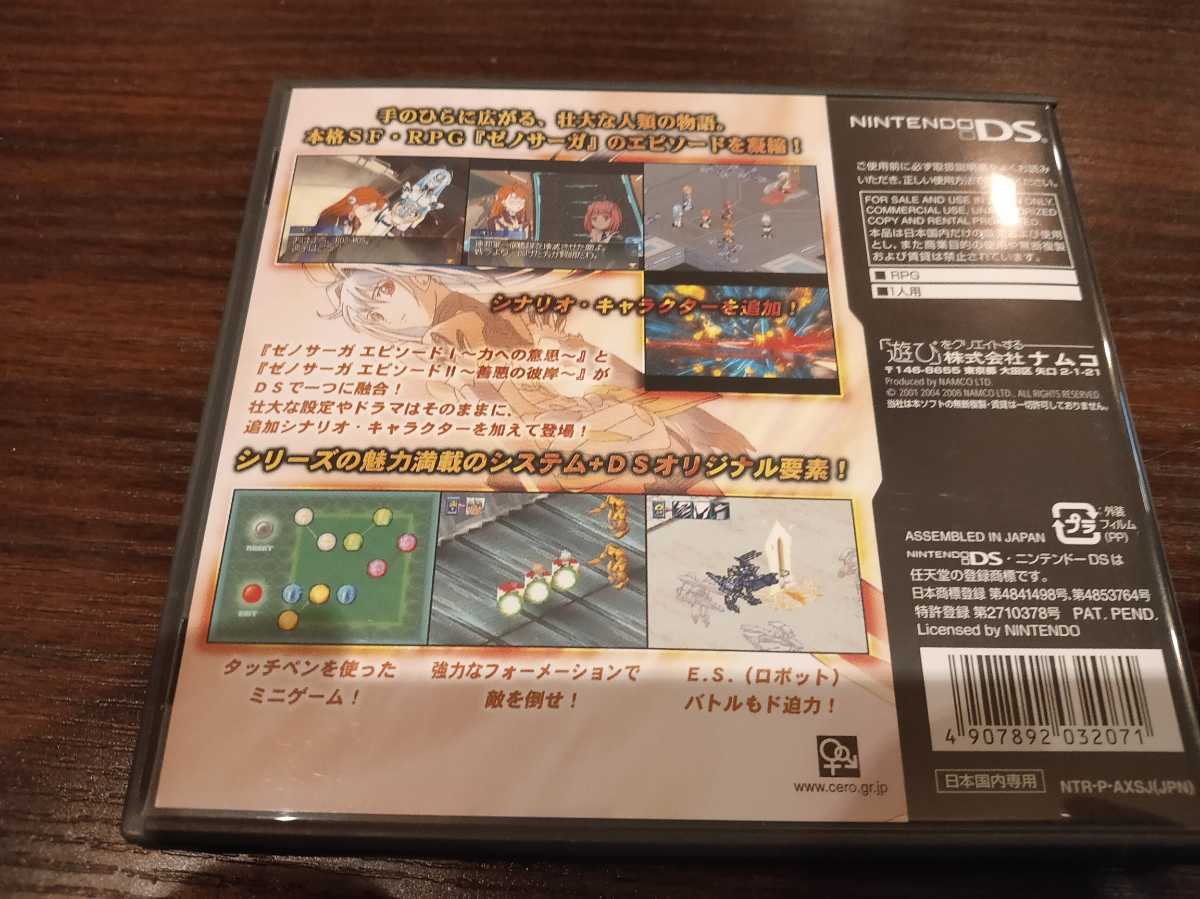 手のひらに広がる、壮大な人類の物語。
本格SF・RPG『ゼノサーガ』のエピソードを凝縮！
シナリオ・キャラクターを追加！
『ゼノサーガ エピソードⅠ～力への意思～』と
『ゼノサーガ エピソードⅡ～善悪の彼岸～』が
DSで一つに融合！
壮大な設定やドラマはそのままに、
追加シナリオ・キャラクターを加えて登場！
シリーズの魅力満載のシステム+DSオリジナル要素！
RESET
EXIT
タッチペンを使った
ミニゲーム！
強力なフォーメーションで
敵を倒せ！
E.S.（ロボット）
バトルもド迫力！
www.cero.gr.jp
NINTENDO DS
ご使用前に必ず取扱説明書をよくお読み
いただき、正しい使用方法で ください。
FOR SALE AND USE IN ONLY.
COMMERCIAL USE,
COPY AND RENTAL
本品は日本国内だけの および使用
とし、また商業目的の使用や無断複製
および賃貸は禁止されています。
■ RPG
■ 1人用
「遊び」をクリエイトする
株式会社ナムコ
〒146-8655 東京都 大田区 矢口 2-1-21
Produced by NAMCO LTD.
© 2001 2004 2006 NAMCO LTD., ALL RIGHTS RESERVED.
当社は本ソフトの無断複製・賃貸は一切許可しておりません。
ASSEMBLED IN JAPAN
プラ
:外装
フィルム
(PP)
NINTENDO DS・ニンテンドーDSは
任天堂の登録商標です。
日本商標登録 第4841498号、第4853764号
特許登録 第2710378号 PAT. PEND.
Licensed by NINTENDO
4 907892 032071
日本国内専用
NTR-P-AXSJ(JPN)